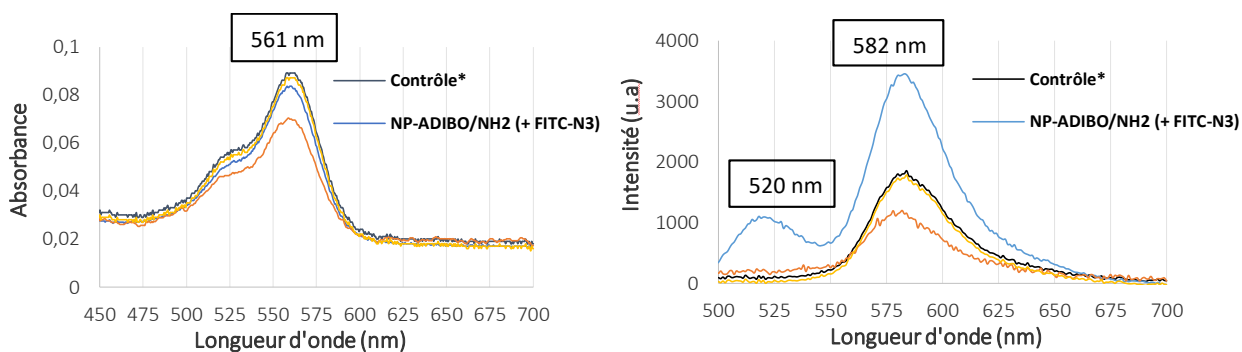 561 nm
Absorbance
0,1
0,08
0,06
0,04
0,02
0
450 475 500 525 550 575 600 625 650 675 700
Longueur d'onde (nm)
Contrôle*
NP-ADIBO/NH2 (+ FITC-N3)
582 nm
520 nm
Intensité (u.a)
4000
3000
2000
1000
0
500 525 550 575 600 625 650 675 700
Longueur d'onde (nm)
Contrôle*
NP-ADIBO/NH2 (+ FITC-N3)